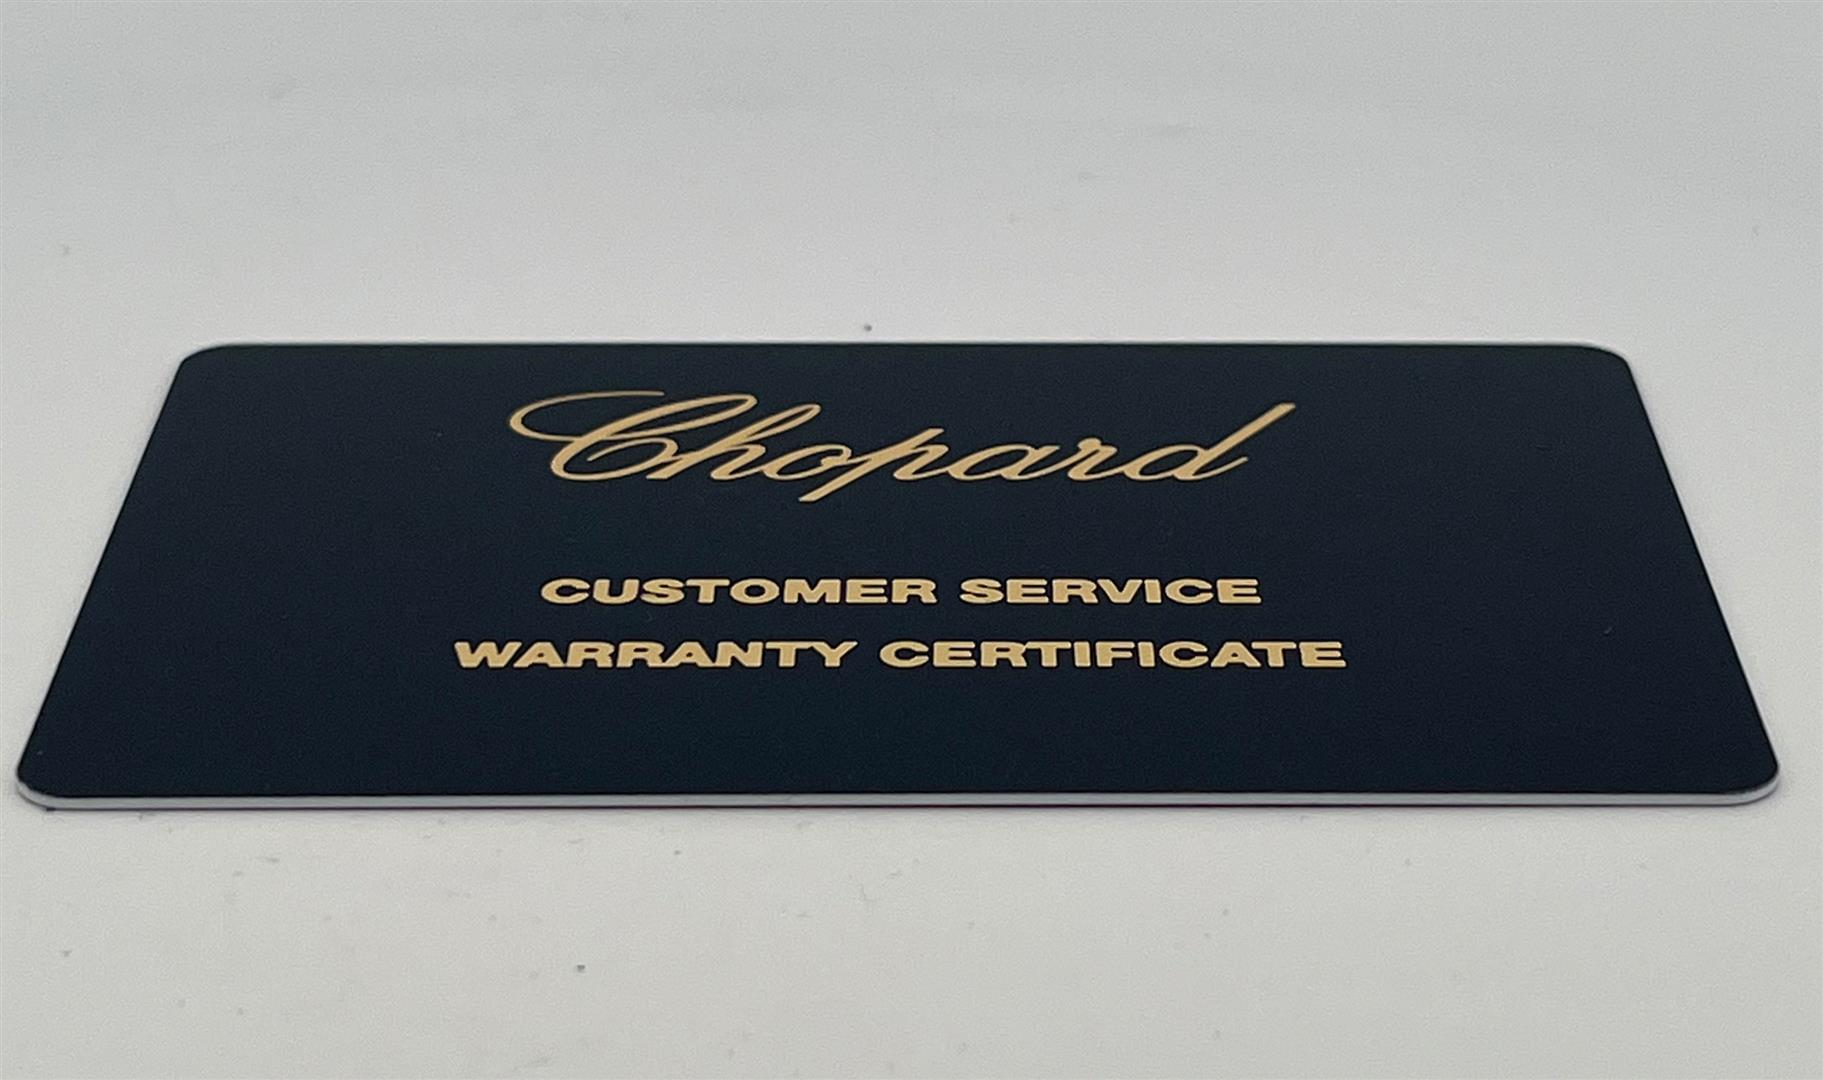 Chopard
CUSTOMER SERVICE
WARRANTY CERTIFICATE